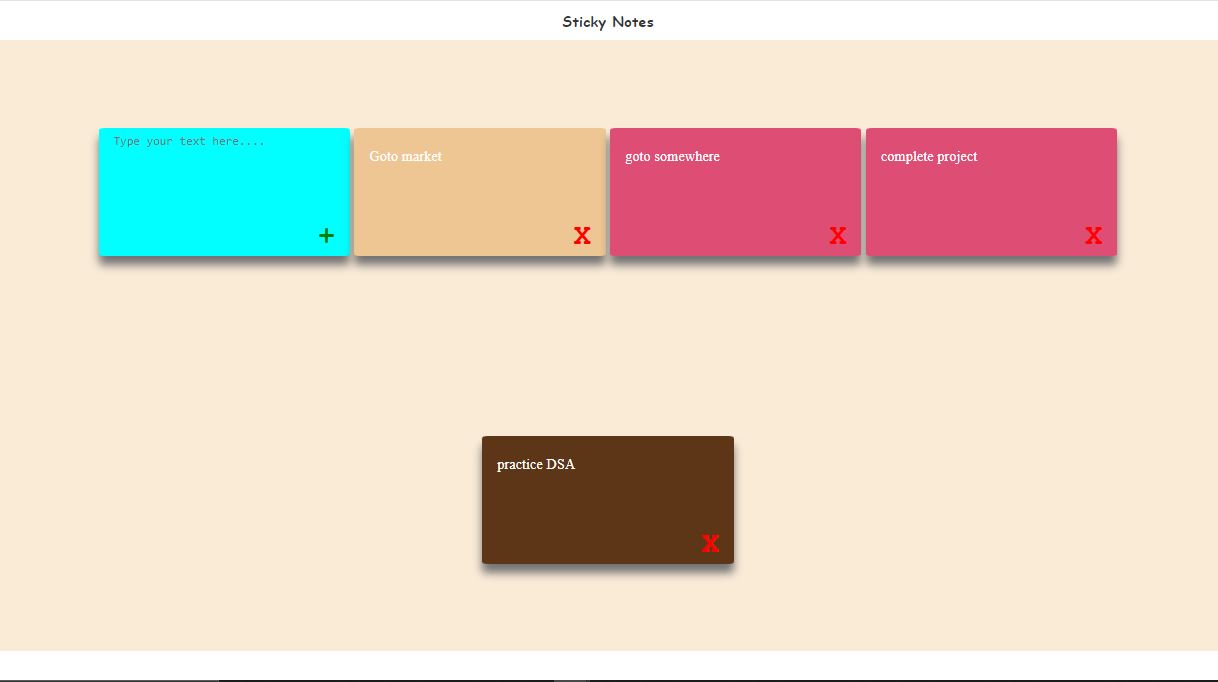 Sticky Notes
Type your text here....
+
Goto market
X
goto somewhere
X
complete project
X
practice DSA
X